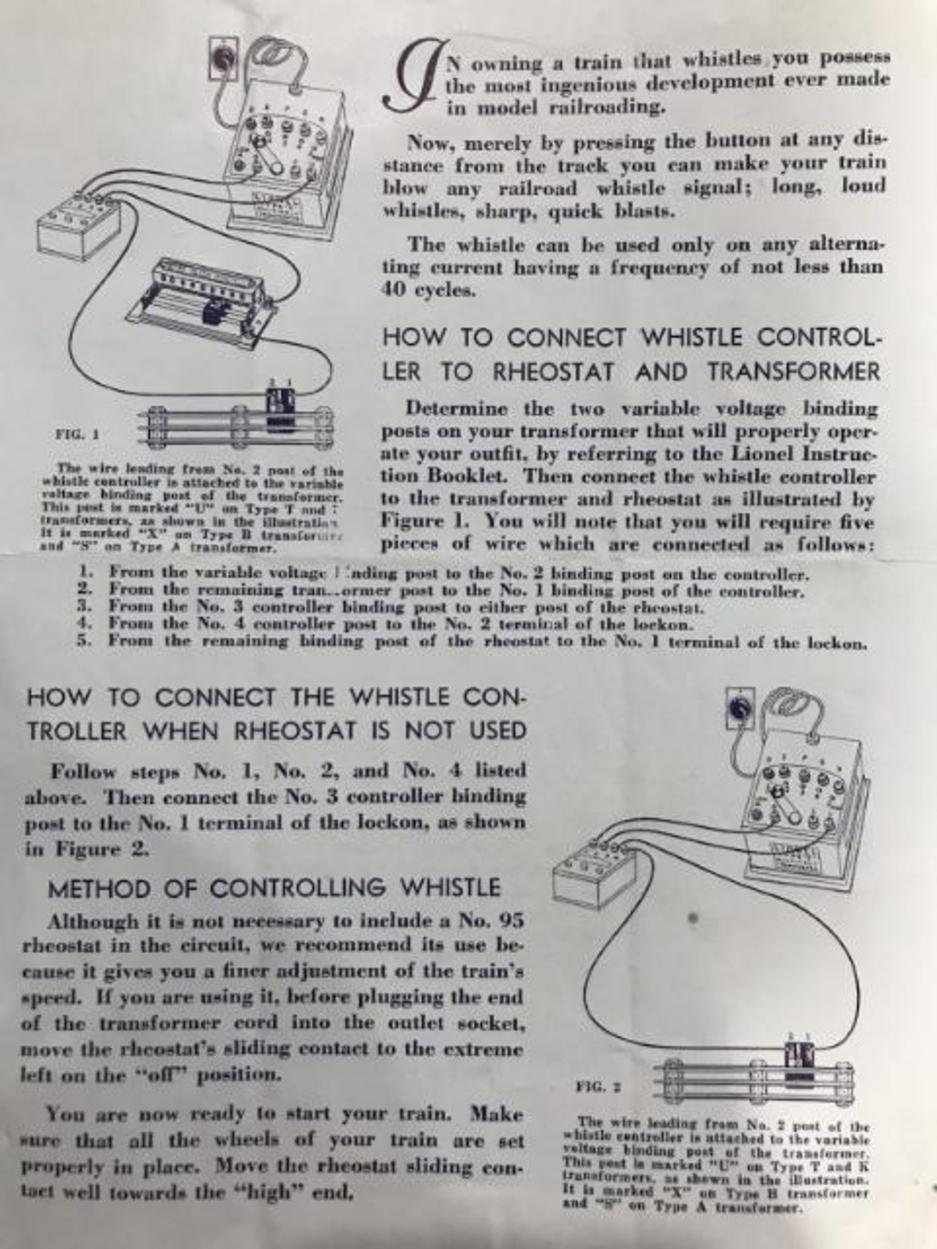 IN owning a train that whistles you possess
the most ingenious development ever made
in model railroading.
Now, merely by pressing the button at any dis-
stance from the track you can make your train
blow any railroad whistle signal; long, loud
whistles, sharp, quick blasts.
The whistle can be used only on any alterna-
ting current having a frequency of not less than
40 cycles.
HOW TO CONNECT WHISTLE CONTROL-
LER TO RHEOSTAT AND TRANSFORMER
Determine the two variable voltage binding
posts on your transformer that will properly oper-
ate your outfit, by referring to the Lionel Instruc-
tion Booklet. Then connect the whistle controller
to the transformer and rheostat as illustrated by
Figure 1. You will note that you will require five
pieces of wire which are connected as follows:
2 1
FIG. 1
The wire leading from No. 2 post of the
whistle controller is attached to the variable
voltage binding post of the transformer.
This post is marked "U" on Type T and
transformers, as shown in the illustration
It is marked "X" on Type B transformer
and "S" on Type A transformer.
1. From the variable voltage nding post to the No. 2 binding post on the controller.
2. From the remaining tran..ormer post to the No. 1 binding post of the controller.
3. From the No. 3 controller binding post to either post of the rheostat.
4. From the No. 4 controller post to the No. 2 terminal of the lockon.
5. From the remaining binding post of the rheostat to the No. 1 terminal of the lockon.
HOW TO CONNECT THE WHISTLE CON-
TROLLER WHEN RHEOSTAT IS NOT USED
Follow steps No. 1, No. 2, and No. 4 listed
above. Then connect the No. 3 controller binding
post to the No. 1 terminal of the lockon, as shown
in Figure 2.
METHOD OF CONTROLLING WHISTLE
Although it is not necessary to include a No. 95
rheostat in the circuit, we recommend its use be-
cause it gives you a finer adjustment of the train's
speed. If you are using it, before plugging the end
of the transformer cord into the outlet socket,
move the rheostat's sliding contact to the extreme
left on the "off" position.
You are now ready to start your train. Make
sure that all the wheels of your train are set
properly in place. Move the rheostat sliding con-
tact well towards the "high" end.
2 1
FIG. 2
The wire leading from No. 2 post of the
whistle controller is attached to the variable
voltage binding post of the transformer.
This post is marked "U" on Type T and K
transformers, as shown in the illustration.
It is marked "X" on Type B transformer
and "S" on Type A transformer.